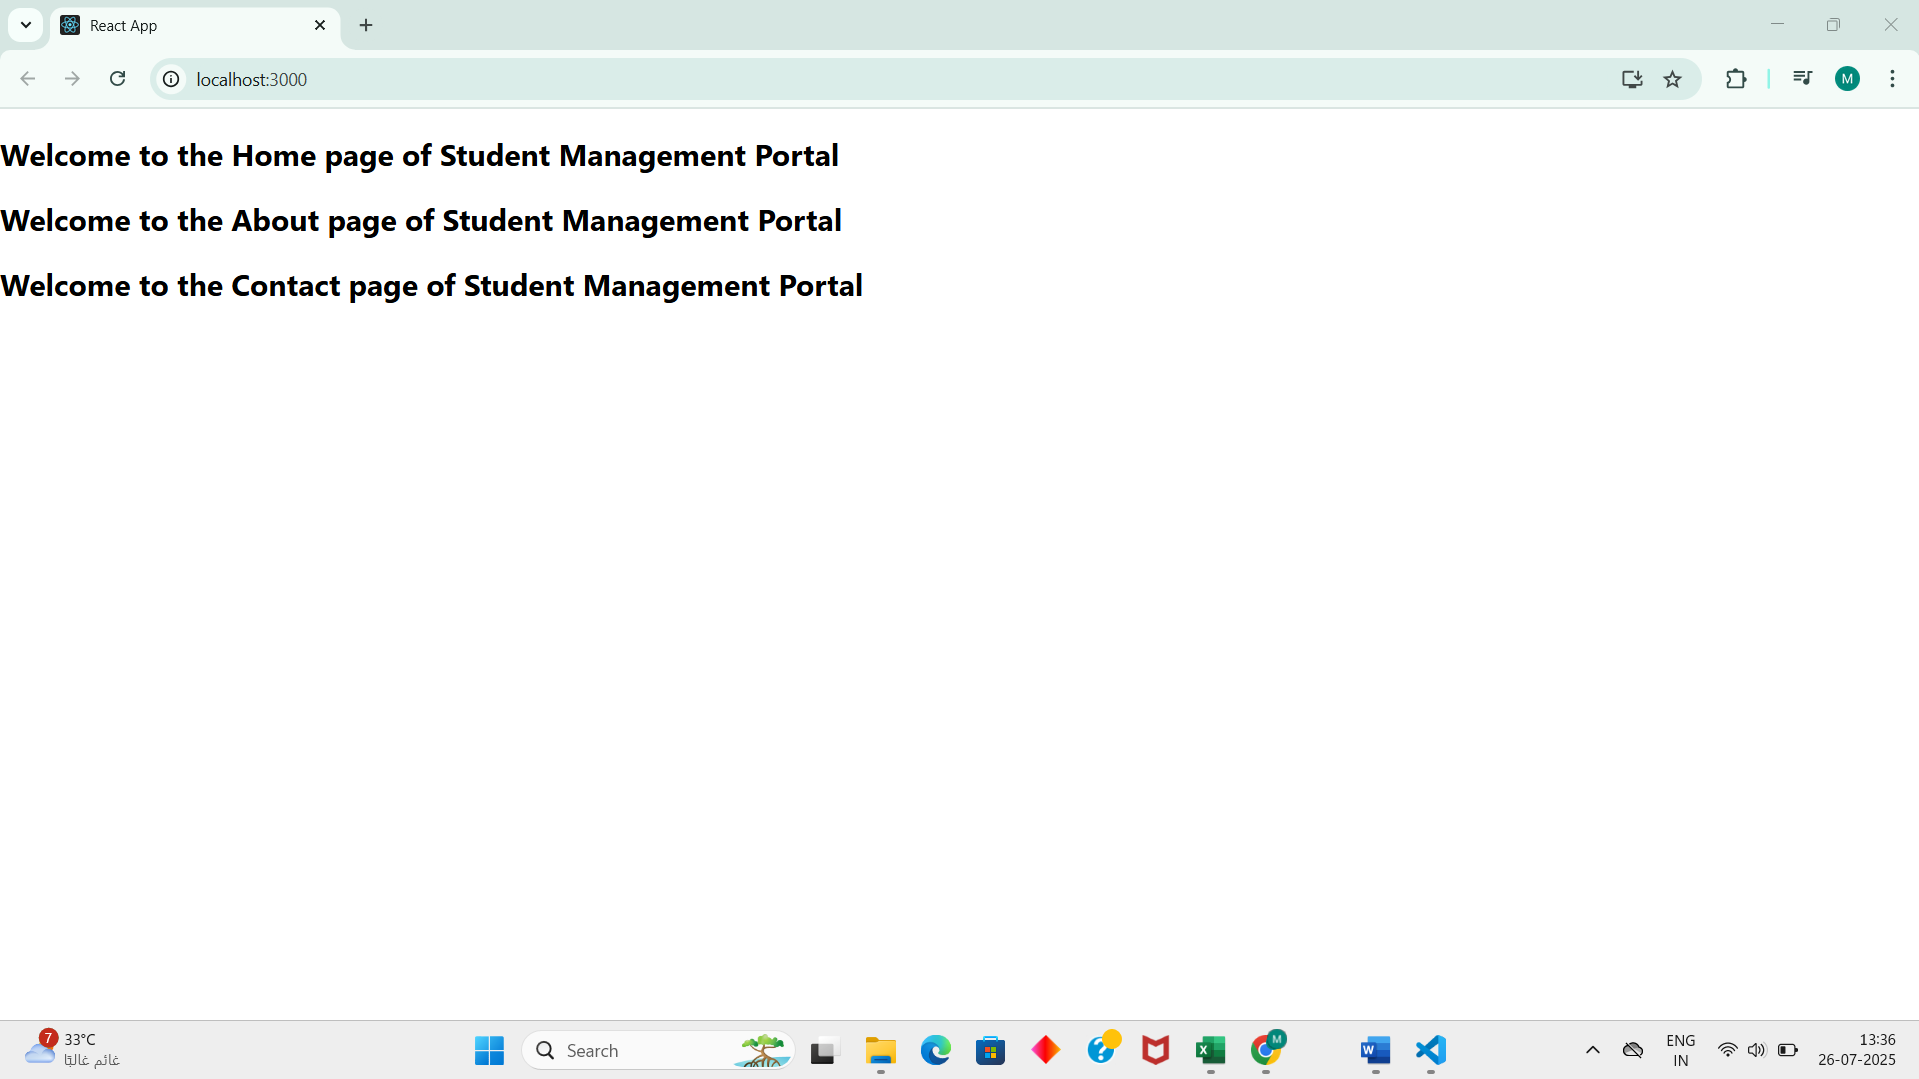 React App
localhost:3000
M
Welcome to the Home page of Student Management Portal
Welcome to the About page of Student Management Portal
Welcome to the Contact page of Student Management Portal
7
33°C
غائم غالبًا
Search
M
ENG
IN
13:36
26-07-2025